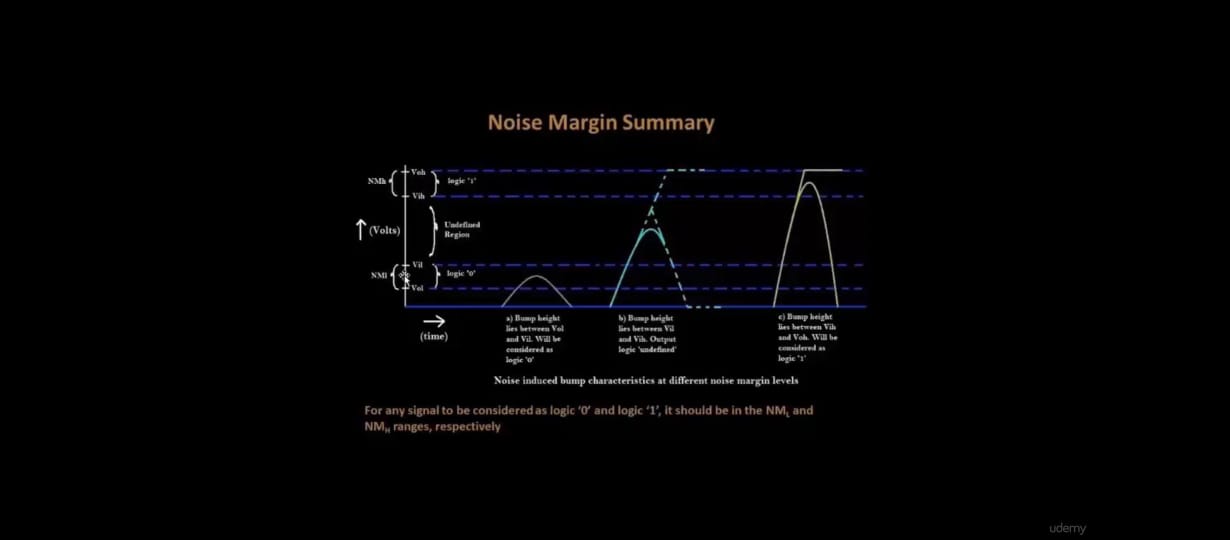 Noise Margin Summary
Voh
NMh
logic '1'
Vih
(Volts)
Undefined
Region
Vil
NMl
logic '0'
Vol
(time)
a) Bump height
lies between Vol
and Vil. Will be
considered as
logic '0'
b) Bump height
lies between Vil
and Vih. Output
logic 'undefined'
c) Bump height
lies between Vih
and Voh. Will be
considered as
logic '1'
Noise induced bump characteristics at different noise margin levels
For any signal to be considered as logic ‘0’ and logic ‘1’, it should be in the NML and
NMH ranges, respectively
udemy